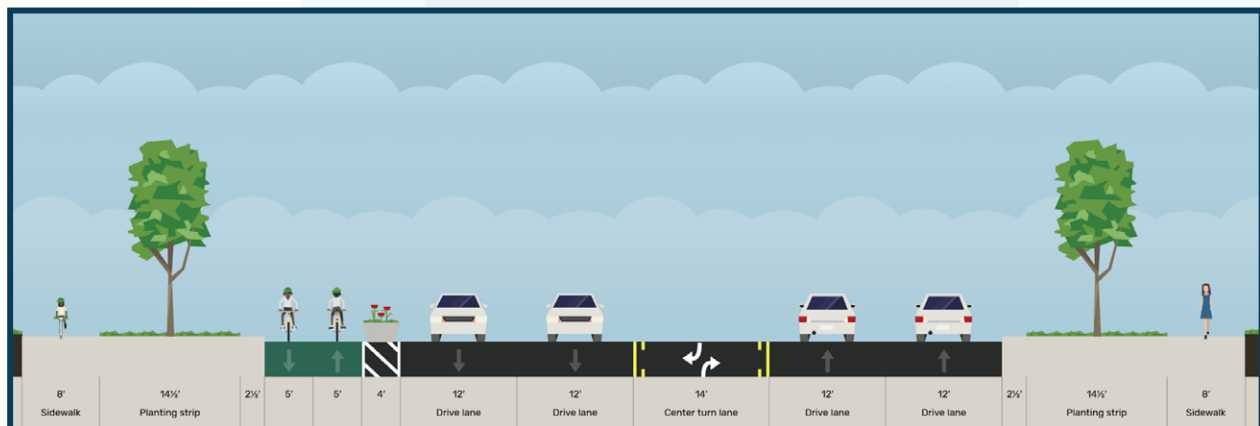 8' 14½' 2½' 5' 5' 4' 12' 12' 14' 12' 12' 2½' 14½' 8'
Sidewalk Planting strip Drive lane Drive lane Center turn lane Drive lane Drive lane Planting strip Sidewalk